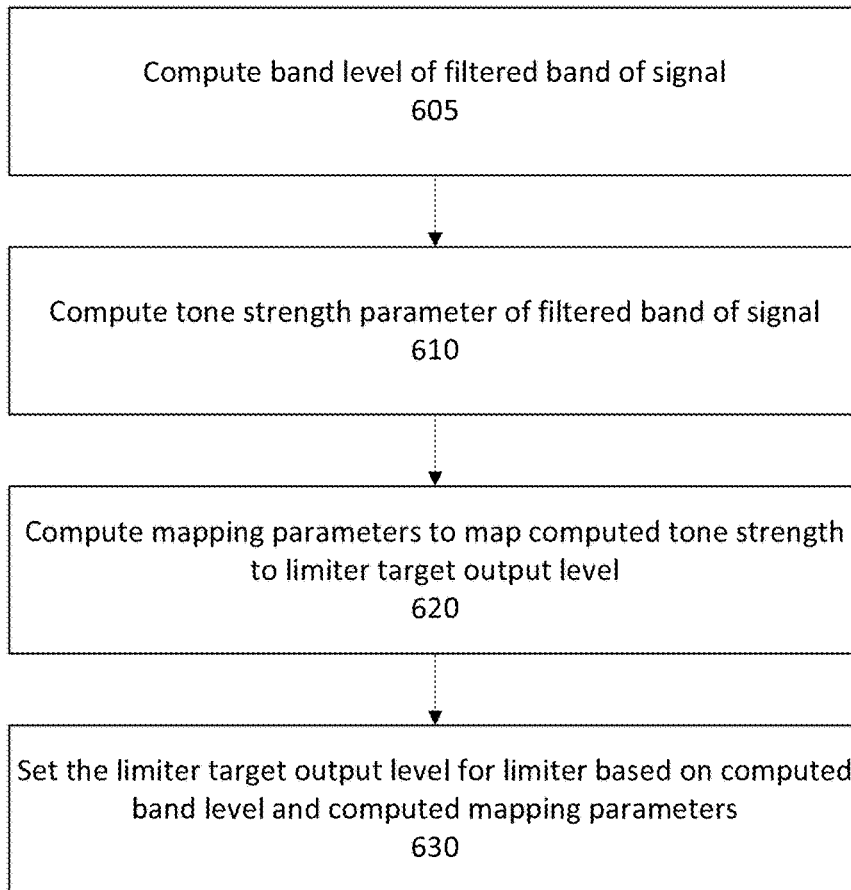 Compute band level of filtered band of signal
605
Compute tone strength parameter of filtered band of signal
610
Compute mapping parameters to map computed tone strength
to limiter target output level
620
Set the limiter target output level for limiter based on computed
band level and computed mapping parameters
630